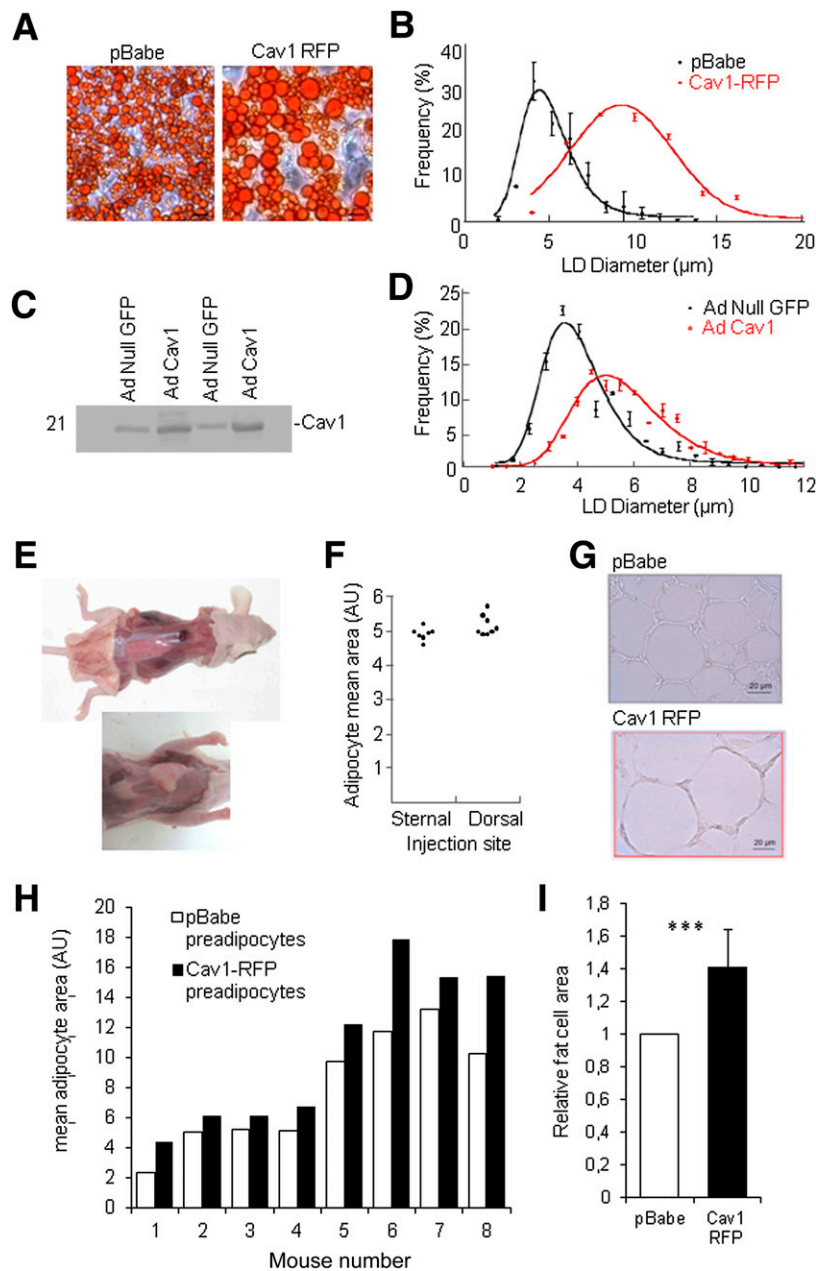 A
pBabe
Cav1 RFP
B
40
30
20
10
0
Frequency (%)
pBabe
Cav1-RFP
0
5
10
15
20
LD Diameter (µm)
C
Ad Null GFP
Ad Cav1
Ad Null GFP
Ad Cav1
21
-Cav1
D
25
20
15
10
5
0
Frequency (%)
Ad Null GFP
Ad Cav1
0
2
4
6
8
10
12
LD Diameter (µm)
E
F
6
5
4
3
2
1
Adipocyte mean area (AU)
Sternal
Dorsal
Injection site
G
pBabe
20 µm
Cav1 RFP
20 µm
H
20
18
16
14
12
10
8
6
4
2
0
mean adipocyte area (AU)
pBabe
preadipocytes
Cav1-RFP
preadipocytes
1
2
3
4
5
6
7
8
Mouse number
I
1,8
1,6
1,4
1,2
1
0,8
0,6
0,4
0,2
0
Relative fat cell area
***
pBabe
Cav1
RFP